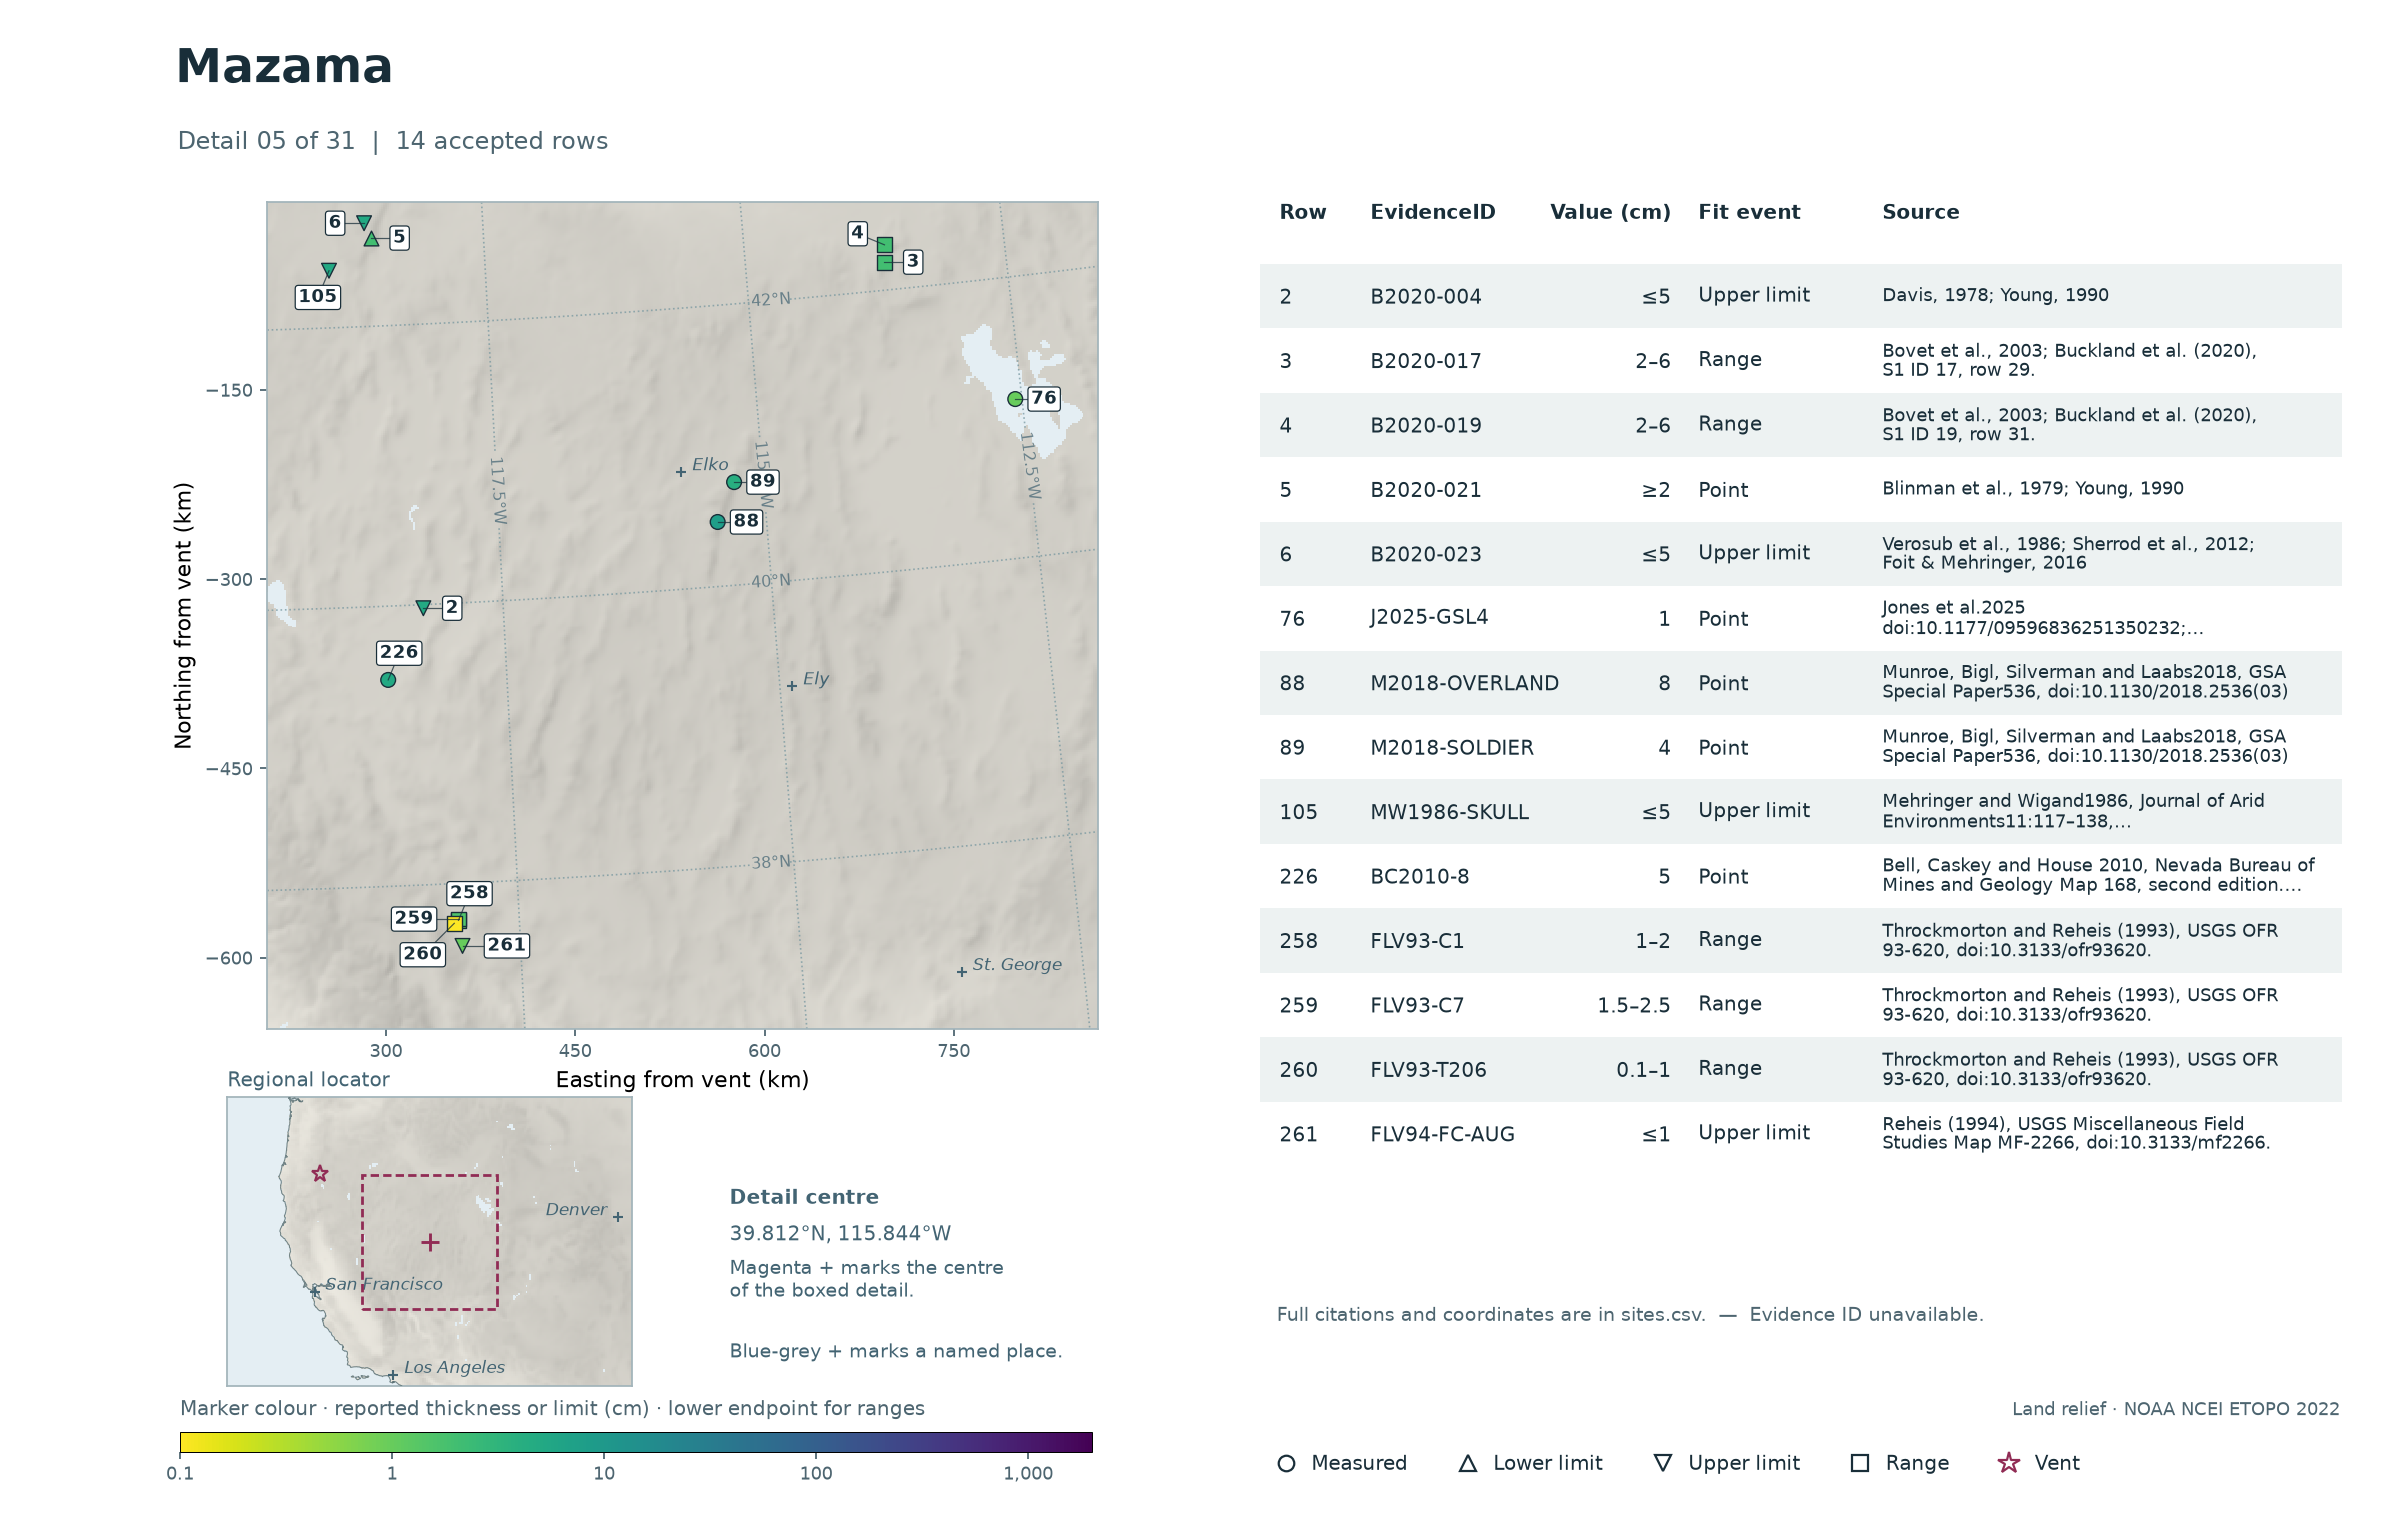 Mazama
Detail 05 of 31 | 14 accepted rows
6
5
105
4
3
42°N
76
Elko
115
W
89
88
117.5°W
112.5°W
40°N
2
226
Ely
38°N
258
259
260
261
St. George
−150
−300
−450
−600
Northing from vent (km)
300
450
600
750
Easting from vent (km)
Regional locator
Denver
San Francisco
Los Angeles
Detail centre
39.812°N, 115.844°W
Magenta + marks the centre
of the boxed detail.
Blue-grey + marks a named place.
Marker colour · reported thickness or limit (cm) · lower endpoint for ranges
0.1
1
10
100
1,000
Row EvidenceID Value (cm) Fit event Source
2 B2020-004 ≤5 Upper limit Davis, 1978; Young, 1990
3 B2020-017 2–6 Range Bovet et al., 2003; Buckland et al. (2020),
S1 ID 17, row 29.
4 B2020-019 2–6 Range Bovet et al., 2003; Buckland et al. (2020),
S1 ID 19, row 31.
5 B2020-021 ≥2 Point Blinman et al., 1979; Young, 1990
6 B2020-023 ≤5 Upper limit Verosub et al., 1986; Sherrod et al., 2012;
Foit & Mehringer, 2016
76 J2025-GSL4 1 Point Jones et al.2025
doi:10.1177/09596836251350232;…
88 M2018-OVERLAND 8 Point Munroe, Bigl, Silverman and Laabs2018, GSA
Special Paper536, doi:10.1130/2018.2536(03)
89 M2018-SOLDIER 4 Point Munroe, Bigl, Silverman and Laabs2018, GSA
Special Paper536, doi:10.1130/2018.2536(03)
105 MW1986-SKULL ≤5 Upper limit Mehringer and Wigand1986, Journal of Arid
Environments11:117–138,…
226 BC2010-8 5 Point Bell, Caskey and House 2010, Nevada Bureau of
Mines and Geology Map 168, second edition.…
258 FLV93-C1 1–2 Range Throckmorton and Reheis (1993), USGS OFR
93-620, doi:10.3133/ofr93620.
259 FLV93-C7 1.5–2.5 Range Throckmorton and Reheis (1993), USGS OFR
93-620, doi:10.3133/ofr93620.
260 FLV93-T206 0.1–1 Range Throckmorton and Reheis (1993), USGS OFR
93-620, doi:10.3133/ofr93620.
261 FLV94-FC-AUG ≤1 Upper limit Reheis (1994), USGS Miscellaneous Field
Studies Map MF-2266, doi:10.3133/mf2266.
Full citations and coordinates are in sites.csv. — Evidence ID unavailable.
Land relief · NOAA NCEI ETOPO 2022
Measured
Lower limit
Upper limit
Range
Vent